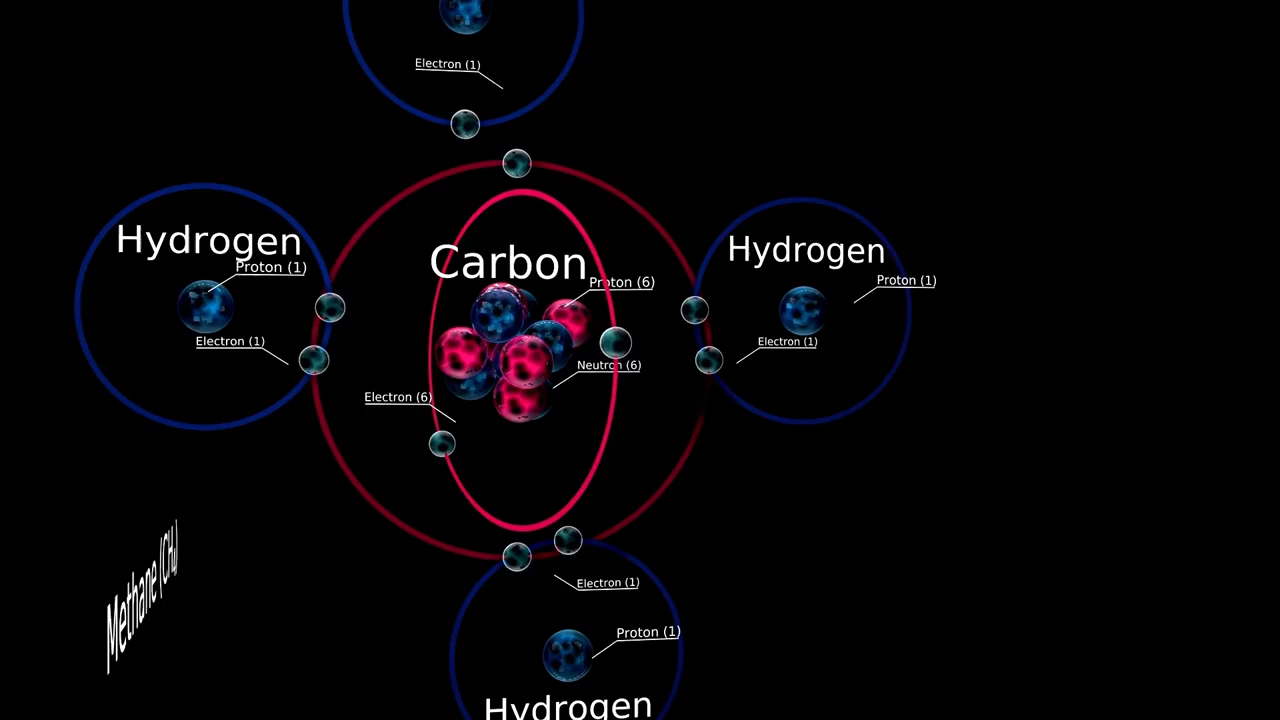 Electron (1)
Hydrogen
Proton (1)
Electron (1)
Carbon
Proton (6)
Neutron (6)
Electron (6)
Hydrogen
Proton (1)
Electron (1)
Methane (CH₄)
Electron (1)
Proton (1)
Hydrogen